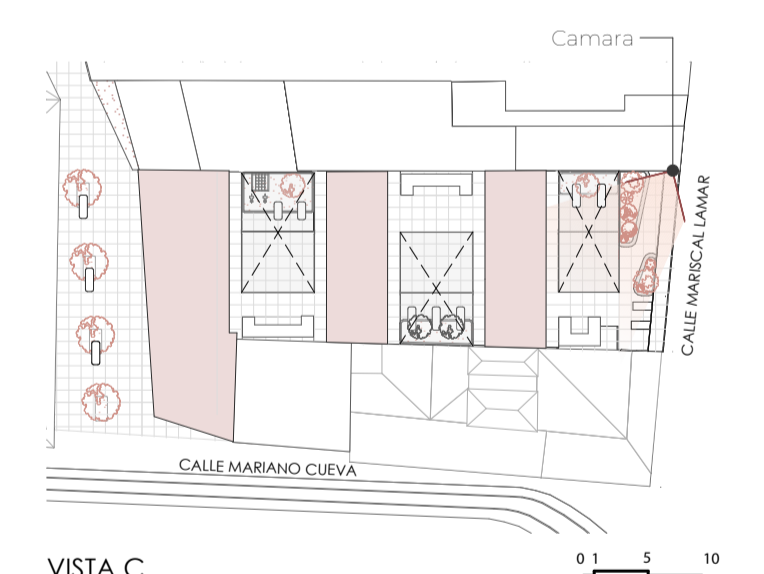 Camara
CALLE MARISCAL LAMAR
CALLE MARIANO CUEVA
VISTA C
0 1 5 10